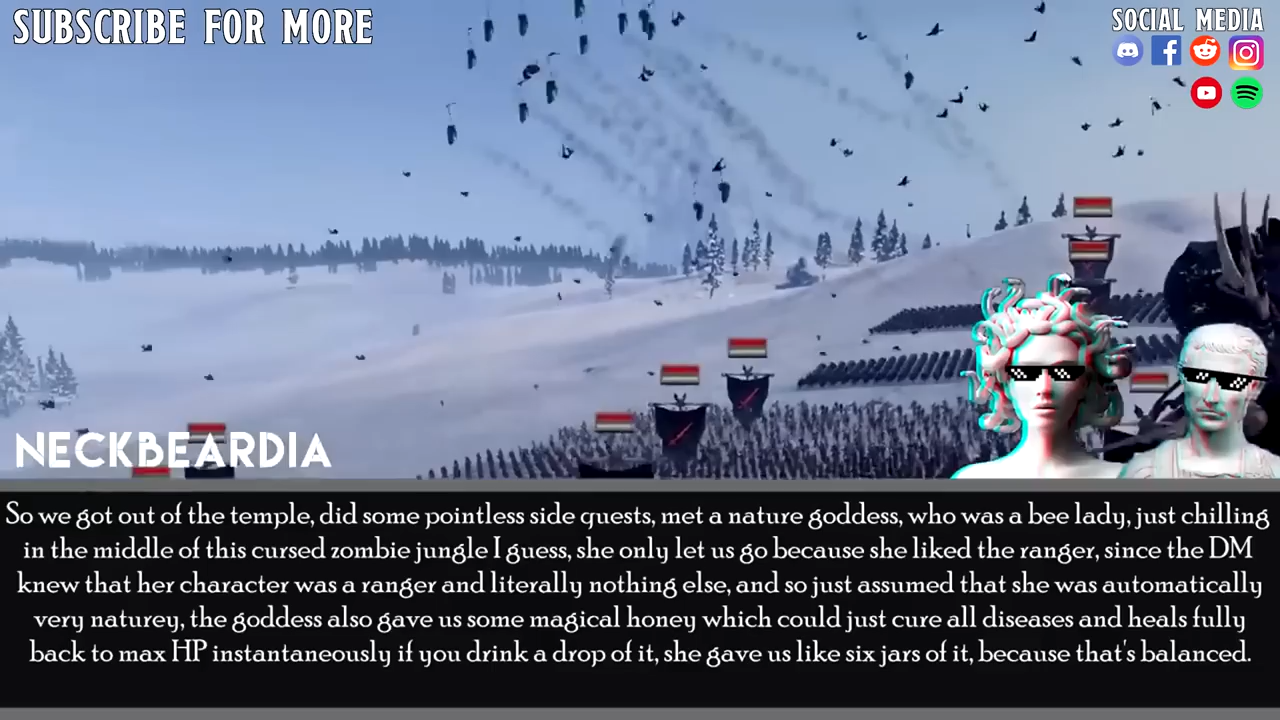 SUBSCRIBE FOR MORE
SOCIAL MEDIA
NECKBEARDIA
So we got out of the temple, did some pointless side quests, met a nature goddess, who was a bee lady, just chilling
in the middle of this cursed zombie jungle I guess, she only let us go because she liked the ranger, since the DM
knew that her character was a ranger and literally nothing else, and so just assumed that she was automatically
very naturey, the goddess also gave us some magical honey which could just cure all diseases and heals fully
back to max HP instantaneously if you drink a drop of it, she gave us like six jars of it, because that's balanced.